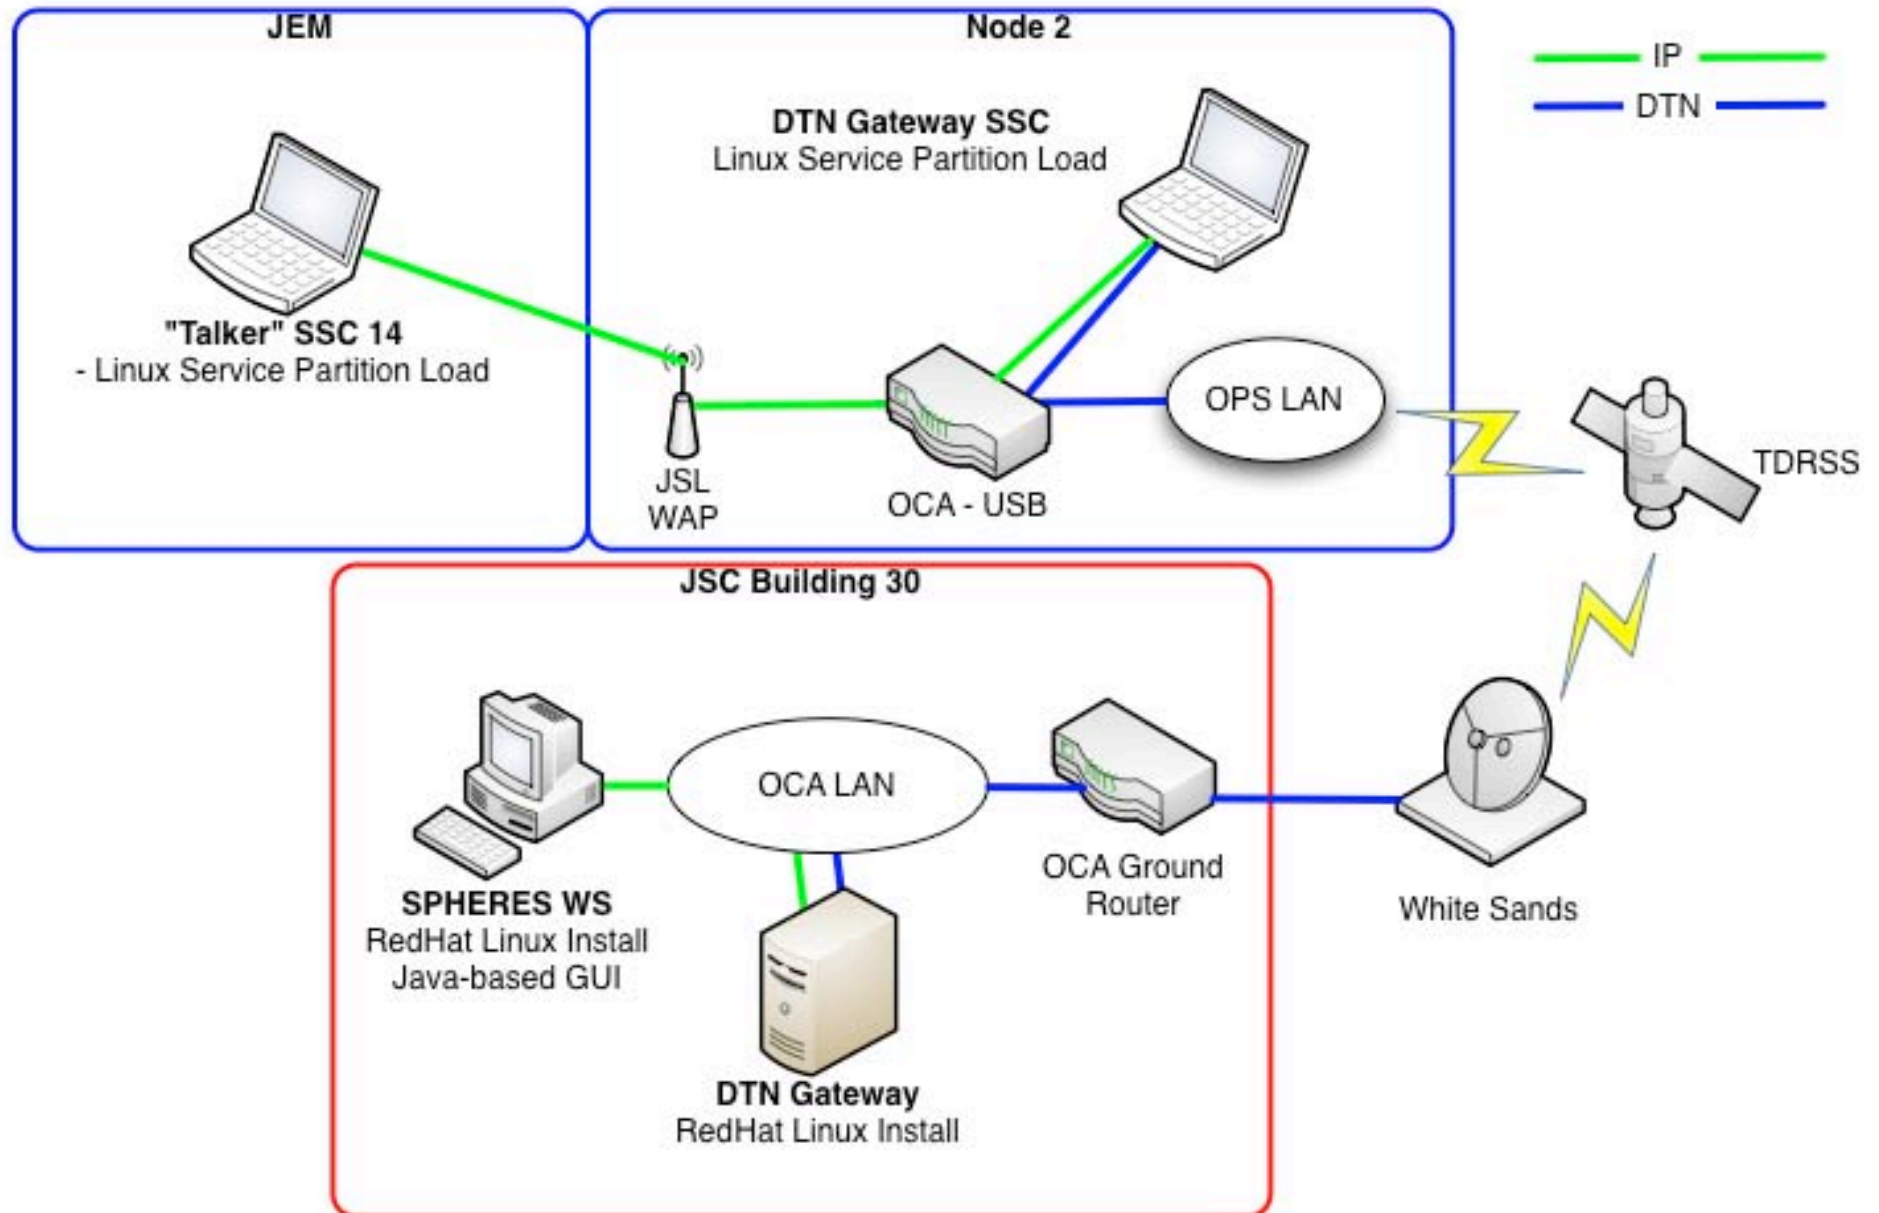 JEM
Node 2
IP
DTN
DTN Gateway SSC
Linux Service Partition Load
"Talker" SSC 14
- Linux Service Partition Load
JSL
WAP
OCA - USB
OPS LAN
TDRSS
JSC Building 30
OCA LAN
OCA Ground
Router
White Sands
SPHERES WS
RedHat Linux Install
Java-based GUI
DTN Gateway
RedHat Linux Install